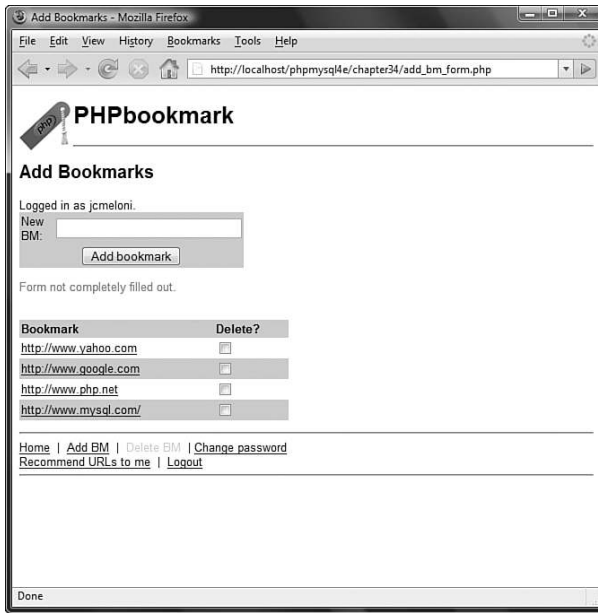 Add Bookmarks - Mozilla Firefox
File Edit View History Bookmarks Tools Help
http://localhost/phpmysql4e/chapter34/add_bm_form.php
php
PHPbookmark
Add Bookmarks
Logged in as jcmeloni.
New
BM:
Add bookmark
Form not completely filled out.
Bookmark Delete?
http://www.yahoo.com
http://www.google.com
http://www.php.net
http://www.mysql.com/
Home | Add BM | Delete BM | Change password
Recommend URLs to me | Logout
Done